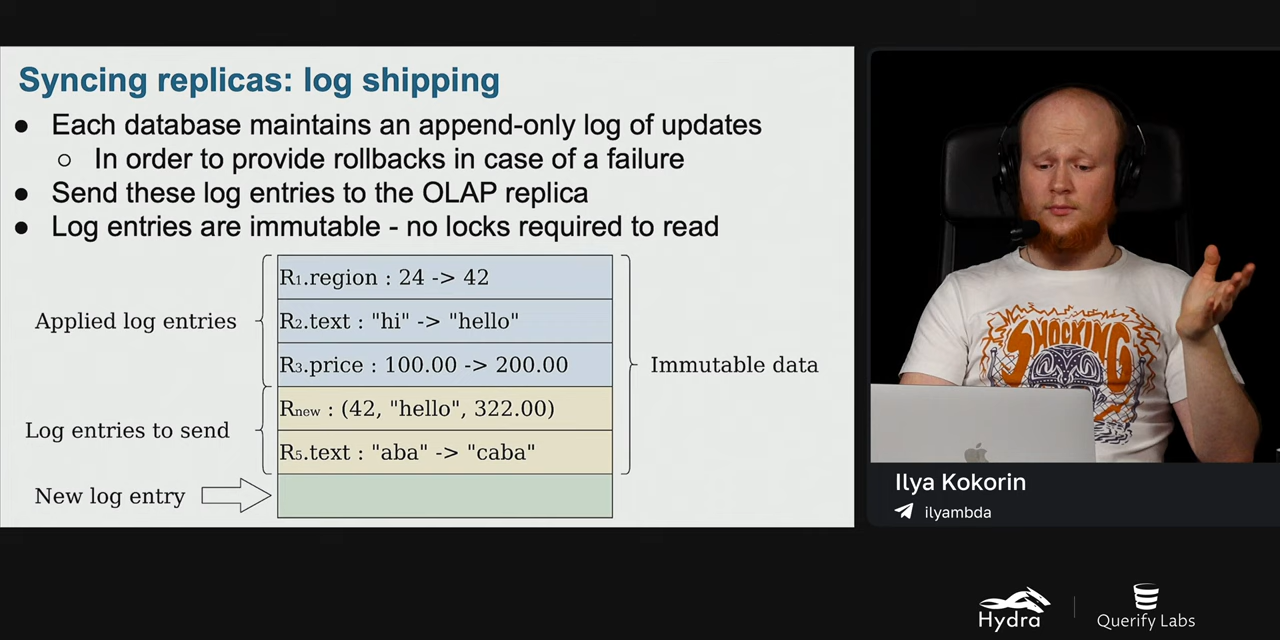 Syncing replicas: log shipping
● Each database maintains an append-only log of updates
○ In order to provide rollbacks in case of a failure
● Send these log entries to the OLAP replica
● Log entries are immutable - no locks required to read
R1.region : 24 -> 42
Applied log entries
R2.text : "hi" -> "hello"
R3.price : 100.00 -> 200.00
Immutable data
Rnew : (42, "hello", 322.00)
Log entries to send
R5.text : "aba" -> "caba"
New log entry
SHOCKING
Ilya Kokorin
ilyambda
Hydra
Querify Labs